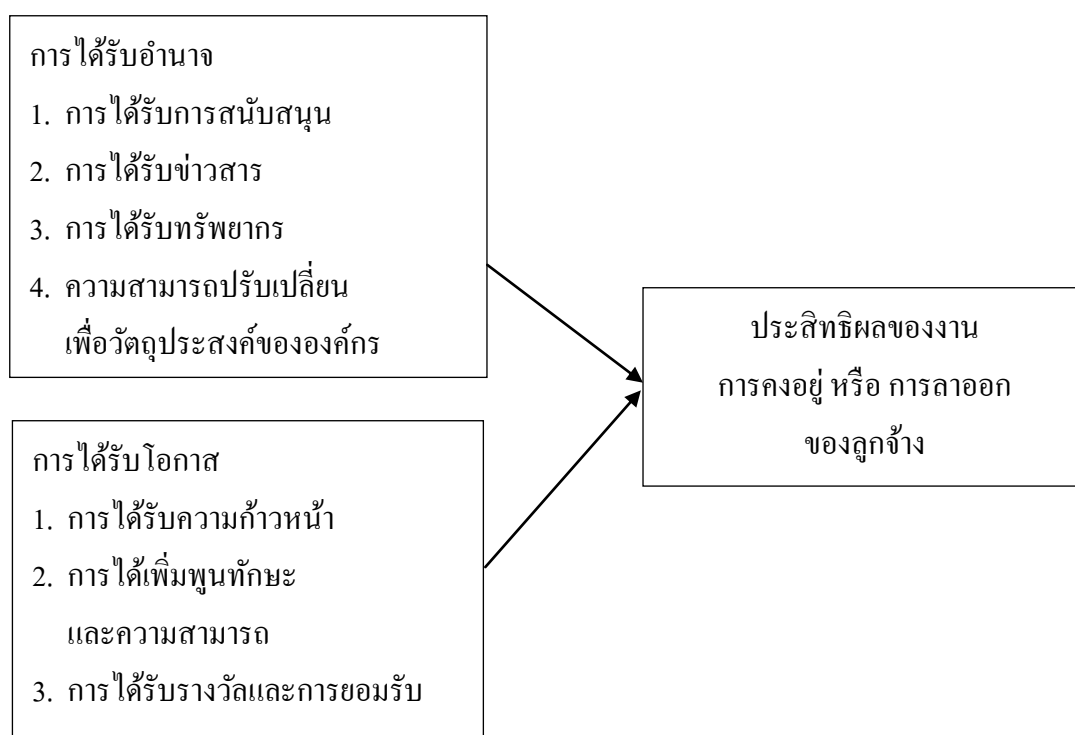 การได้รับอำนาจ
1. การได้รับการสนับสนุน
2. การได้รับข่าวสาร
3. การได้รับทรัพยากร
4. ความสามารถปรับเปลี่ยน
เพื่อวัตถุประสงค์ขององค์กร
ประสิทธิผลของงาน
การคงอยู่ หรือ การลาออก
ของลูกจ้าง
การได้รับโอกาส
1. การได้รับความก้าวหน้า
2. การได้เพิ่มพูนทักษะ
และความสามารถ
3. การได้รับรางวัลและการยอมรับ